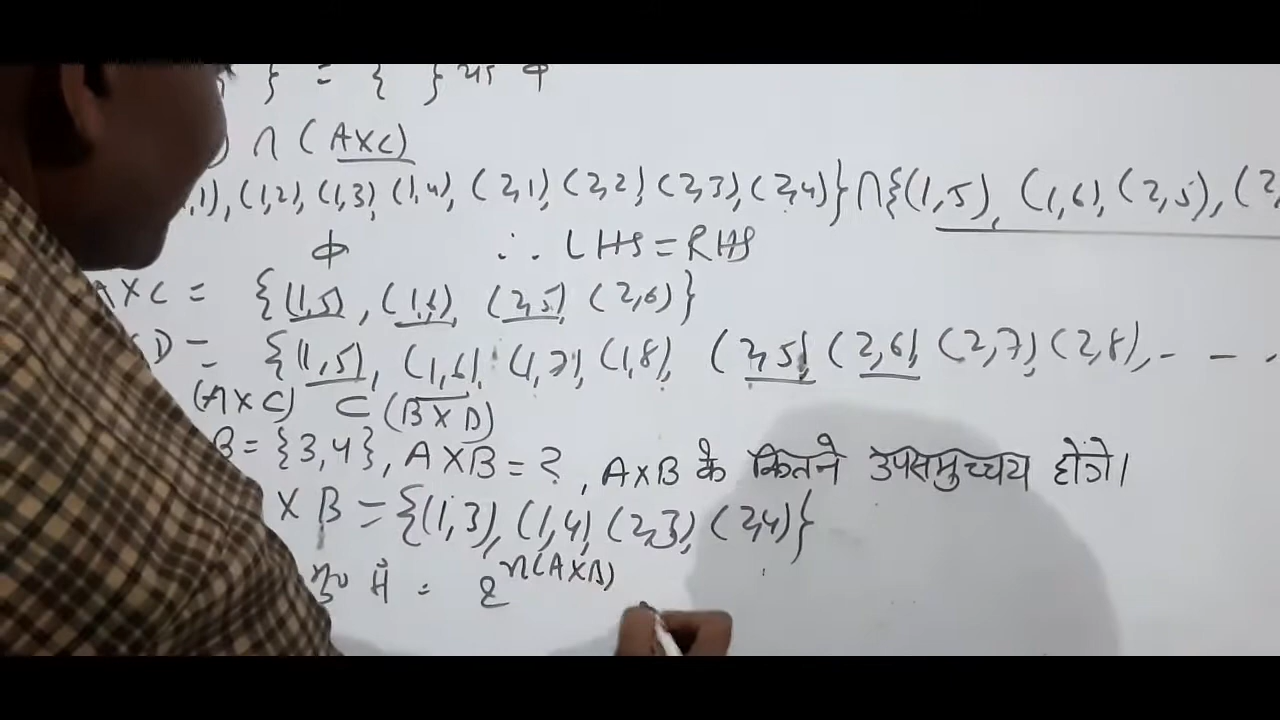 } = { } या ϕ
) ∩ (A×C)
,1), (1,2), (1,3), (1,4), (2,1), (2,2), (2,3), (2,4)} ∩ {(1,5), (1,6), (2,5), (2,
ϕ ∴ LHS = RHS
A×C = {(1,5), (1,6), (2,5), (2,6)}
D = {(1,5), (1,6), (1,7), (1,8), (2,5), (2,6), (2,7), (2,8), - - -
(A×C) ⊂ (B×D)
B = {3,4}, A×B = ?, A×B के कितने उपसमुच्चय होगे।
× B = {(1,3), (1,4), (2,3), (2,4)}
में = 2^n(A×B)